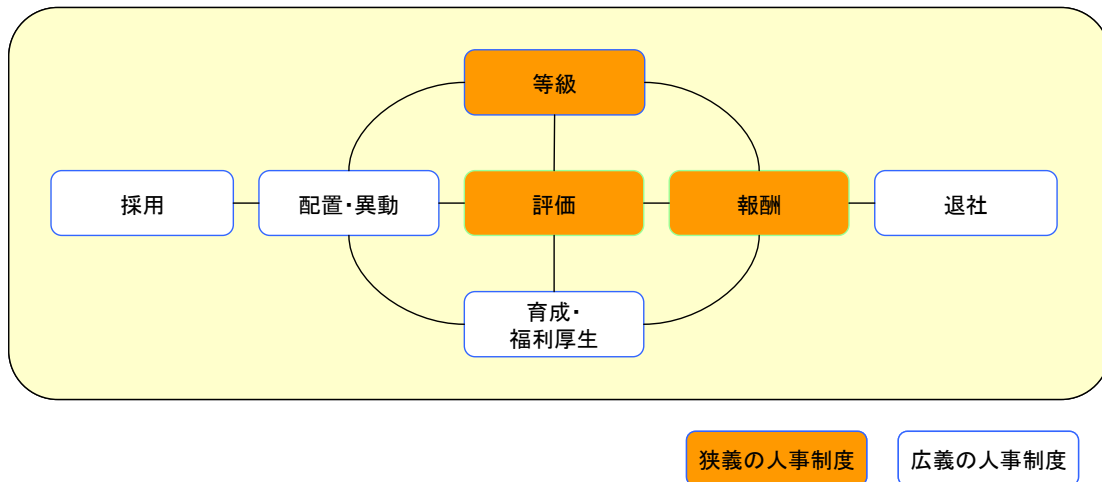 等級
採用
配置・異動
評価
報酬
退社
育成・
福利厚生
狭義の人事制度
広義の人事制度